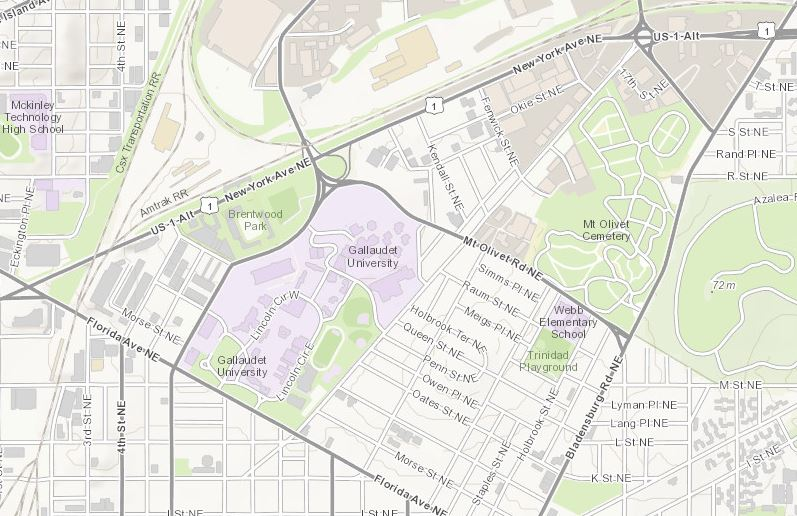 Island Av
4th St NE
1
US-1-Alt
New York Ave NE
17th St NE
7 St NE
Mckinley
Technology
High School
Csx Transportation RR
1
Okie St NE
Fenwick St NE
Kendall St NE
S St NE
Rand Pl NE
R St NE
Azalea
Eckington Pl NE
Amtrak RR
New York Ave NE
1
US-1-Alt
Brentwood
Park
Mt Olivet
Cemetery
Gallaudet
University
Mt Olivet Rd NE
Simms Pl NE
72 m
Raum St NE
Meigs Pl NE
Webb
Elementary
School
Lincoln Cir W
Morse St NE
Florida Ave NE
Holbrook Ter NE
Queen St NE
Lincoln Cir E
Gallaudet
University
Penn St NE
Trinidad
Playground
Owen Pl NE
Oates St NE
Bladensburg Rd NE
M St NE
Lyman Pl NE
Lang Pl NE
L St NE
3rd St NE
4th St NE
Holbrook St NE
Morse St NE
Staples St NE
I St NE
K St NE
Florida Ave NE
I St NE